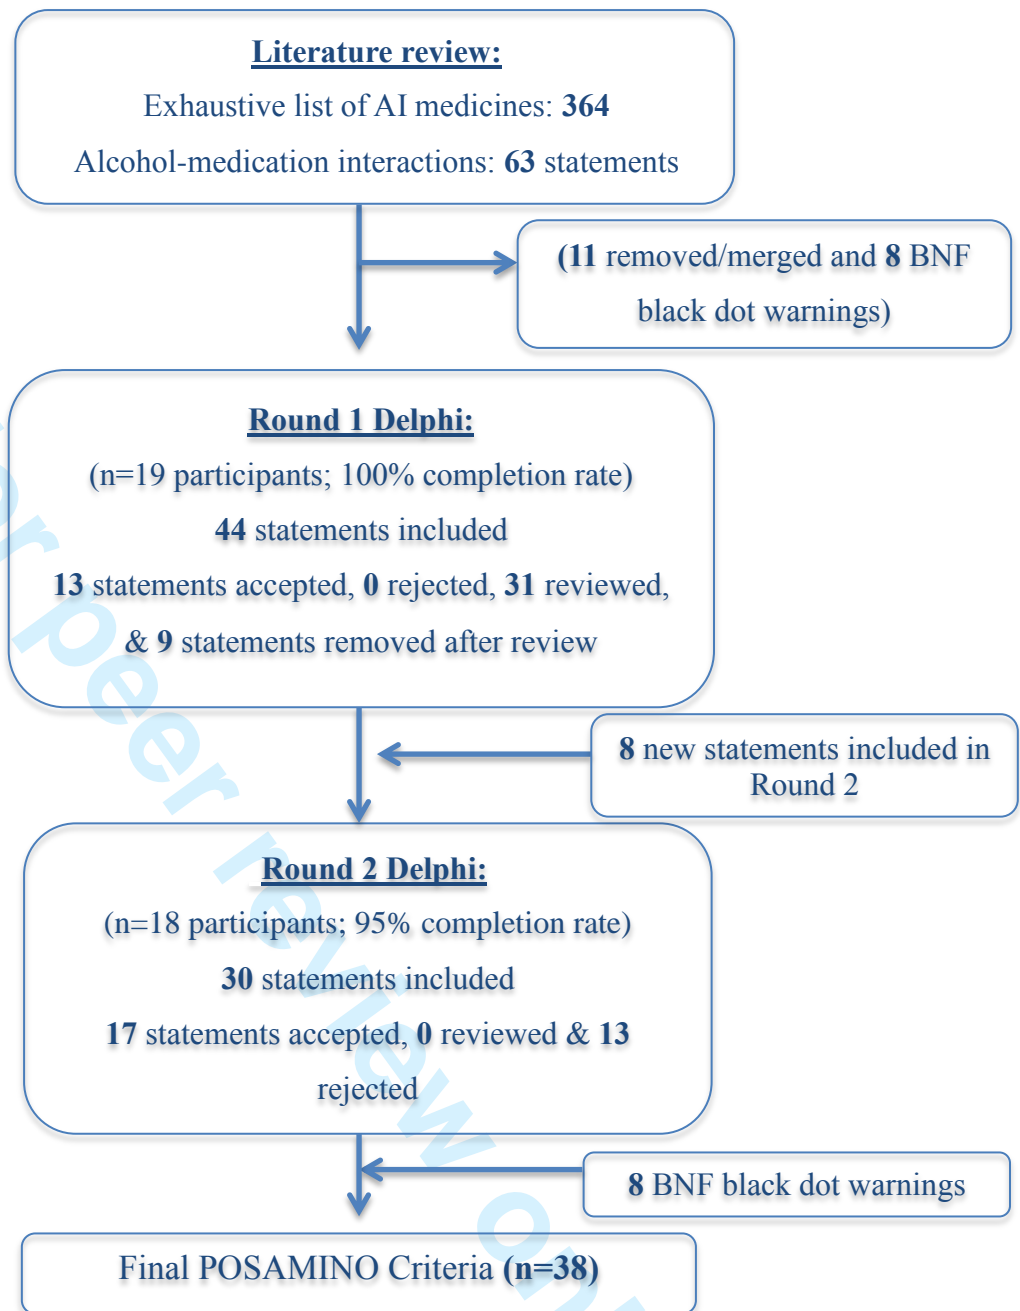 Literature review:
Exhaustive list of AI medicines: 364
Alcohol-medication interactions: 63 statements
(11 removed/merged and 8 BNF
black dot warnings)
Round 1 Delphi:
(n=19 participants; 100% completion rate)
44 statements included
13 statements accepted, 0 rejected, 31 reviewed,
& 9 statements removed after review
8 new statements included in
Round 2
Round 2 Delphi:
(n=18 participants; 95% completion rate)
30 statements included
17 statements accepted, 0 reviewed & 13
rejected
8 BNF black dot warnings
Final POSAMINO Criteria (n=38)
peer review